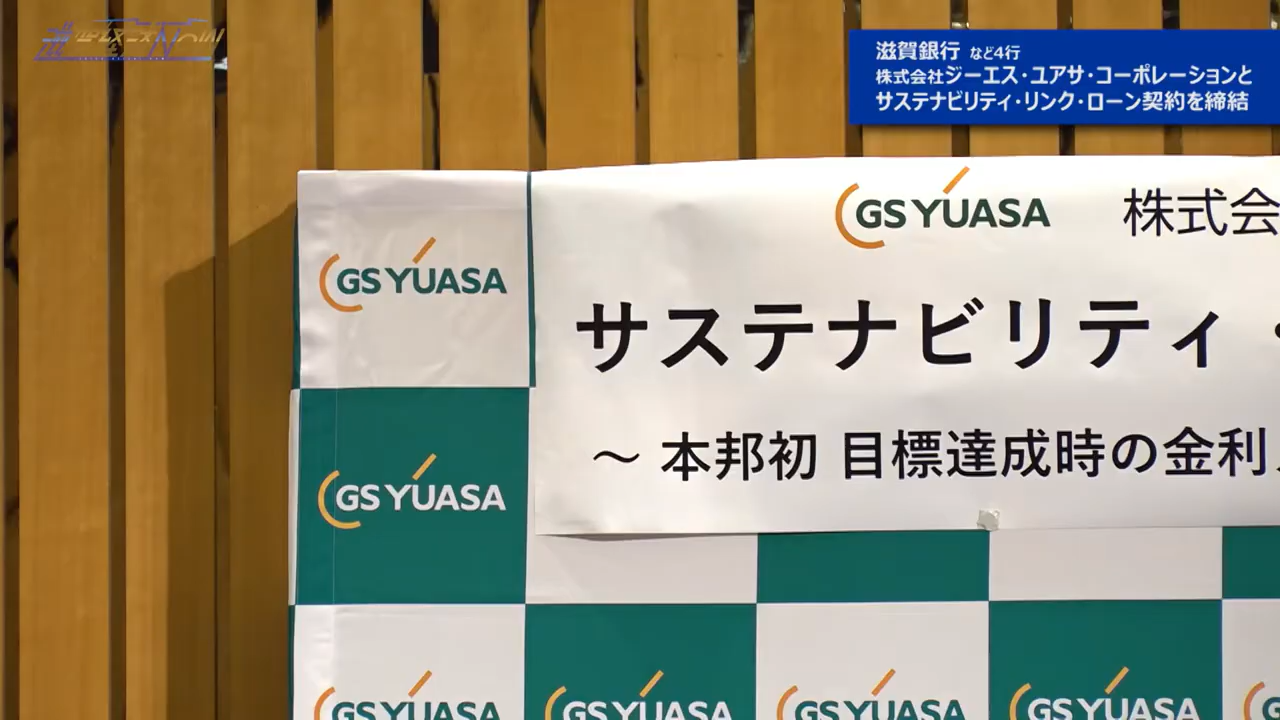 滋賀銀行 など4行
株式会社ジーエス・ユアサ・コーポレーションと
サステナビリティ・リンク・ローン契約を締結
GS YUASA 株式会
GS YUASA
サステナビリティ・
～ 本邦初 目標達成時の金利
GS YUASA
GS YUASA
GS YUASA
GS YUASA
GS YUASA